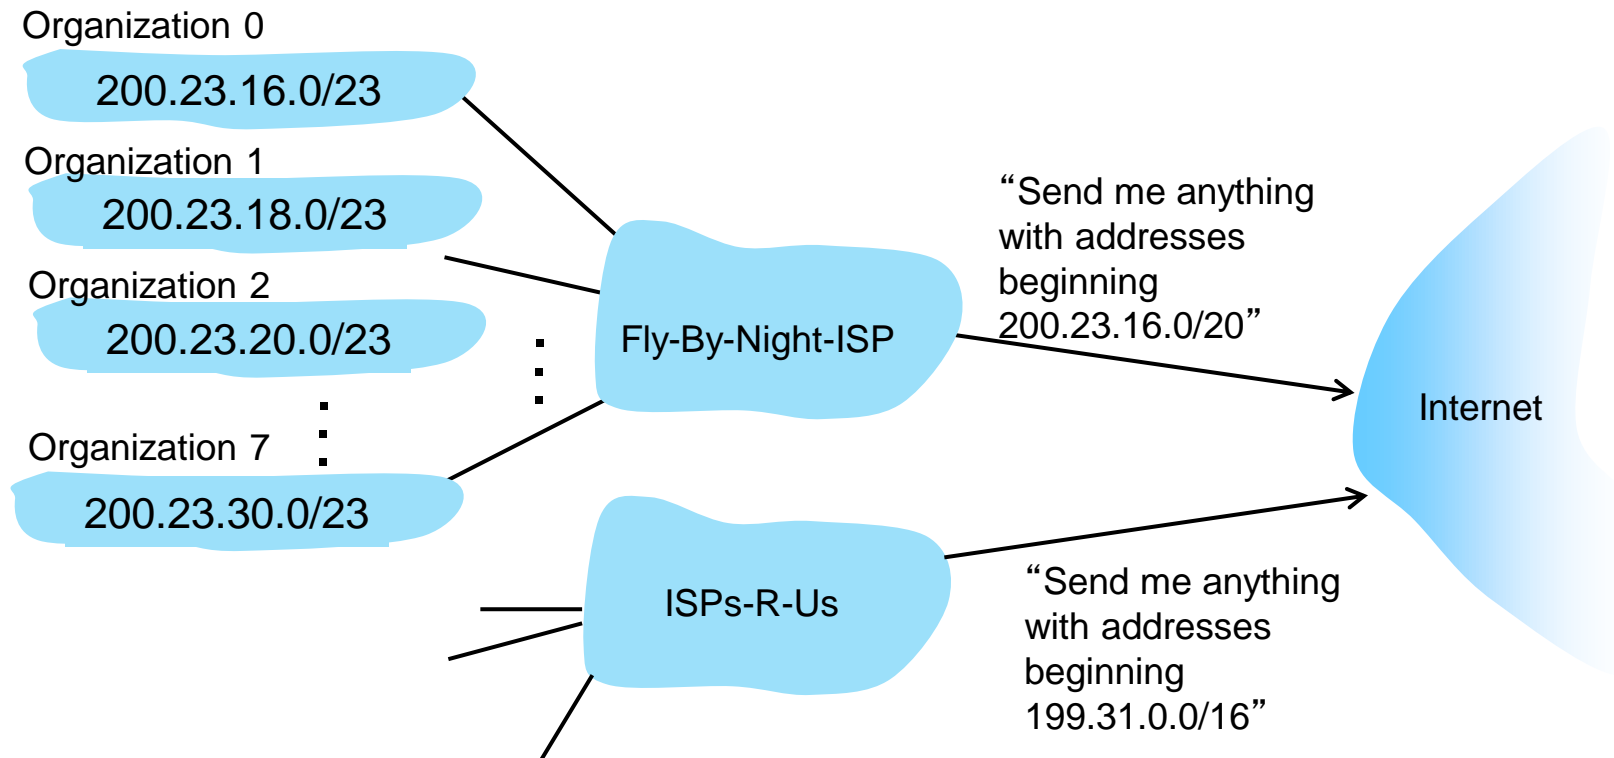 Organization 0
200.23.16.0/23
Organization 1
200.23.18.0/23
Organization 2
200.23.20.0/23
Organization 7
200.23.30.0/23
Fly-By-Night-ISP
“Send me anything
with addresses
beginning
200.23.16.0/20”
Internet
ISPs-R-Us
“Send me anything
with addresses
beginning
199.31.0.0/16”